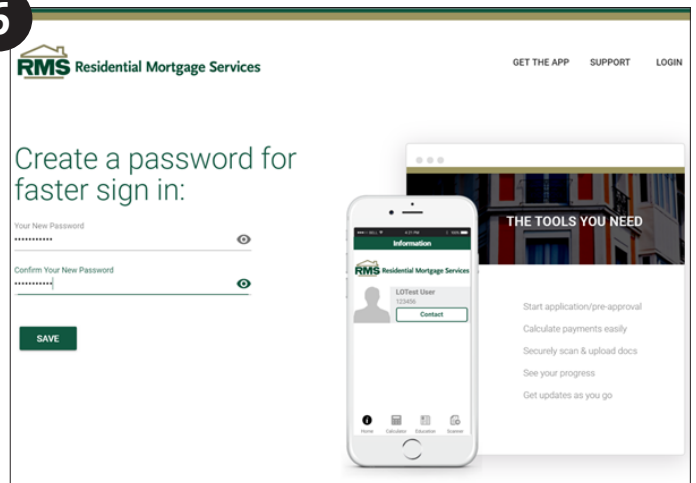 6
RMS Residential Mortgage Services
GET THE APP SUPPORT LOGIN
Create a password for
faster sign in:
Your New Password
Confirm Your New Password
SAVE
Information
RMS Residential Mortgage Services
LOTest User
123456
Contact
Home Calculator Education Scanner
THE TOOLS YOU NEED
Start application/pre-approval
Calculate payments easily
Securely scan & upload docs
See your progress
Get updates as you go